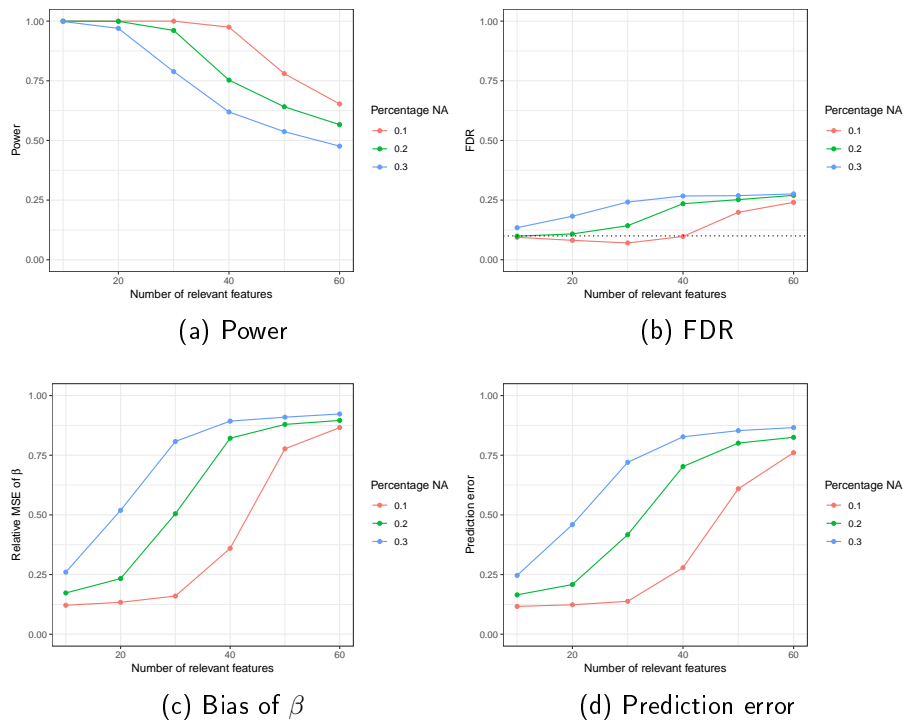 1.00
0.75
0.50
0.25
0.00
Power
20
40
60
Number of relevant features
Percentage NA
0.1
0.2
0.3
(a) Power
1.00
0.75
0.50
0.25
0.00
FDR
20
40
60
Number of relevant features
Percentage NA
0.1
0.2
0.3
(b) FDR
1.00
0.75
0.50
0.25
0.00
Relative MSE of β
20
40
60
Number of relevant features
Percentage NA
0.1
0.2
0.3
(c) Bias of β
1.00
0.75
0.50
0.25
0.00
Prediction error
20
40
60
Number of relevant features
Percentage NA
0.1
0.2
0.3
(d) Prediction error